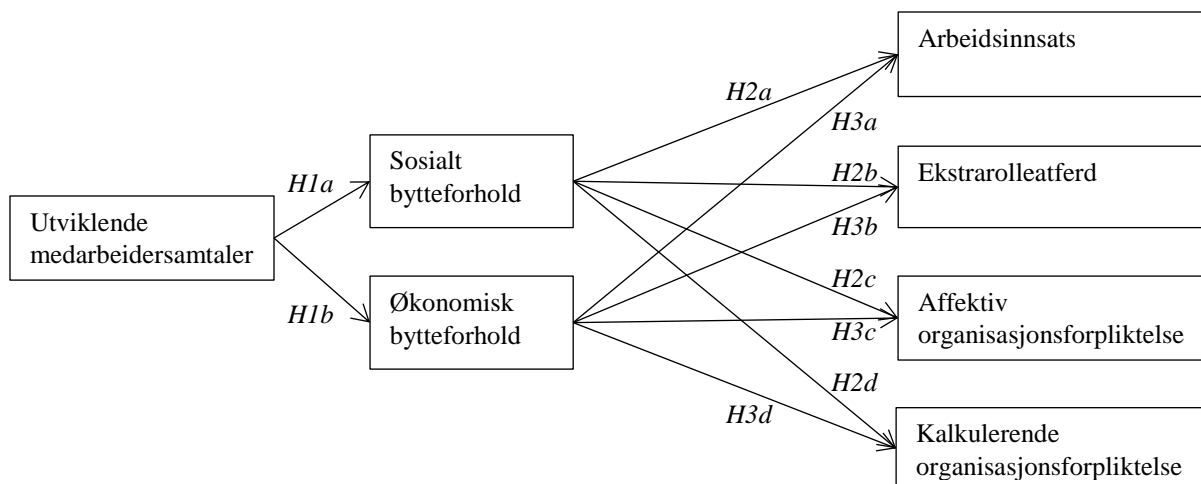 Utviklende
medarbeidersamtaler
H1a
H1b
Sosialt
bytteforhold
Økonomisk
bytteforhold
H2a
H3a
H2b
H3b
H2c
H3c
H2d
H3d
Arbeidsinnsats
Ekstrarolleatferd
Affektiv
organisasjonsforpliktelse
Kalkulerende
organisasjonsforpliktelse